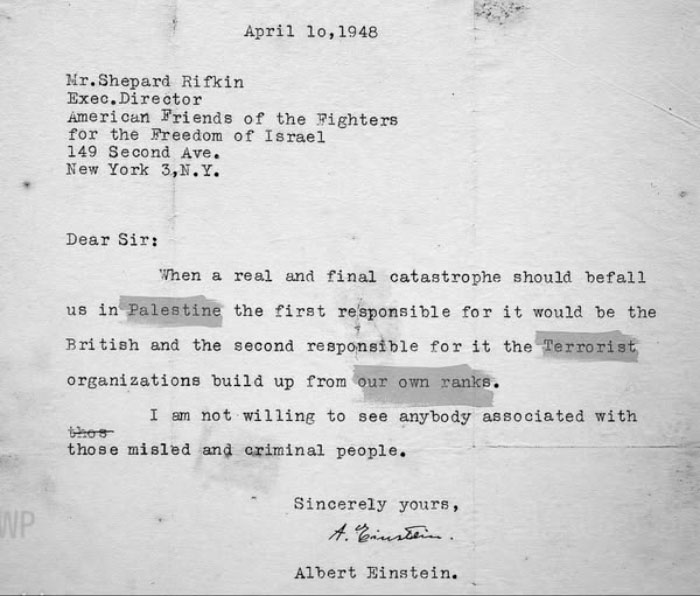 April lo,1948
Mr.Shepard Rifkin
Exec.Director
American Friends of the Fighters
for the Freedom of Israel
149 Second Ave.
New York 3,N.Y.
Dear Sir:
When a real and final catastrophe should befall
us in Palestine the first responsible for it would be the
British and the second responsible for it the Terrorist
organizations build up from our own ranks.
I am not willing to see anybody associated with
thos
those misled and criminal people.
Sincerely yours,
A. Einstein.
Albert Einstein.
WP